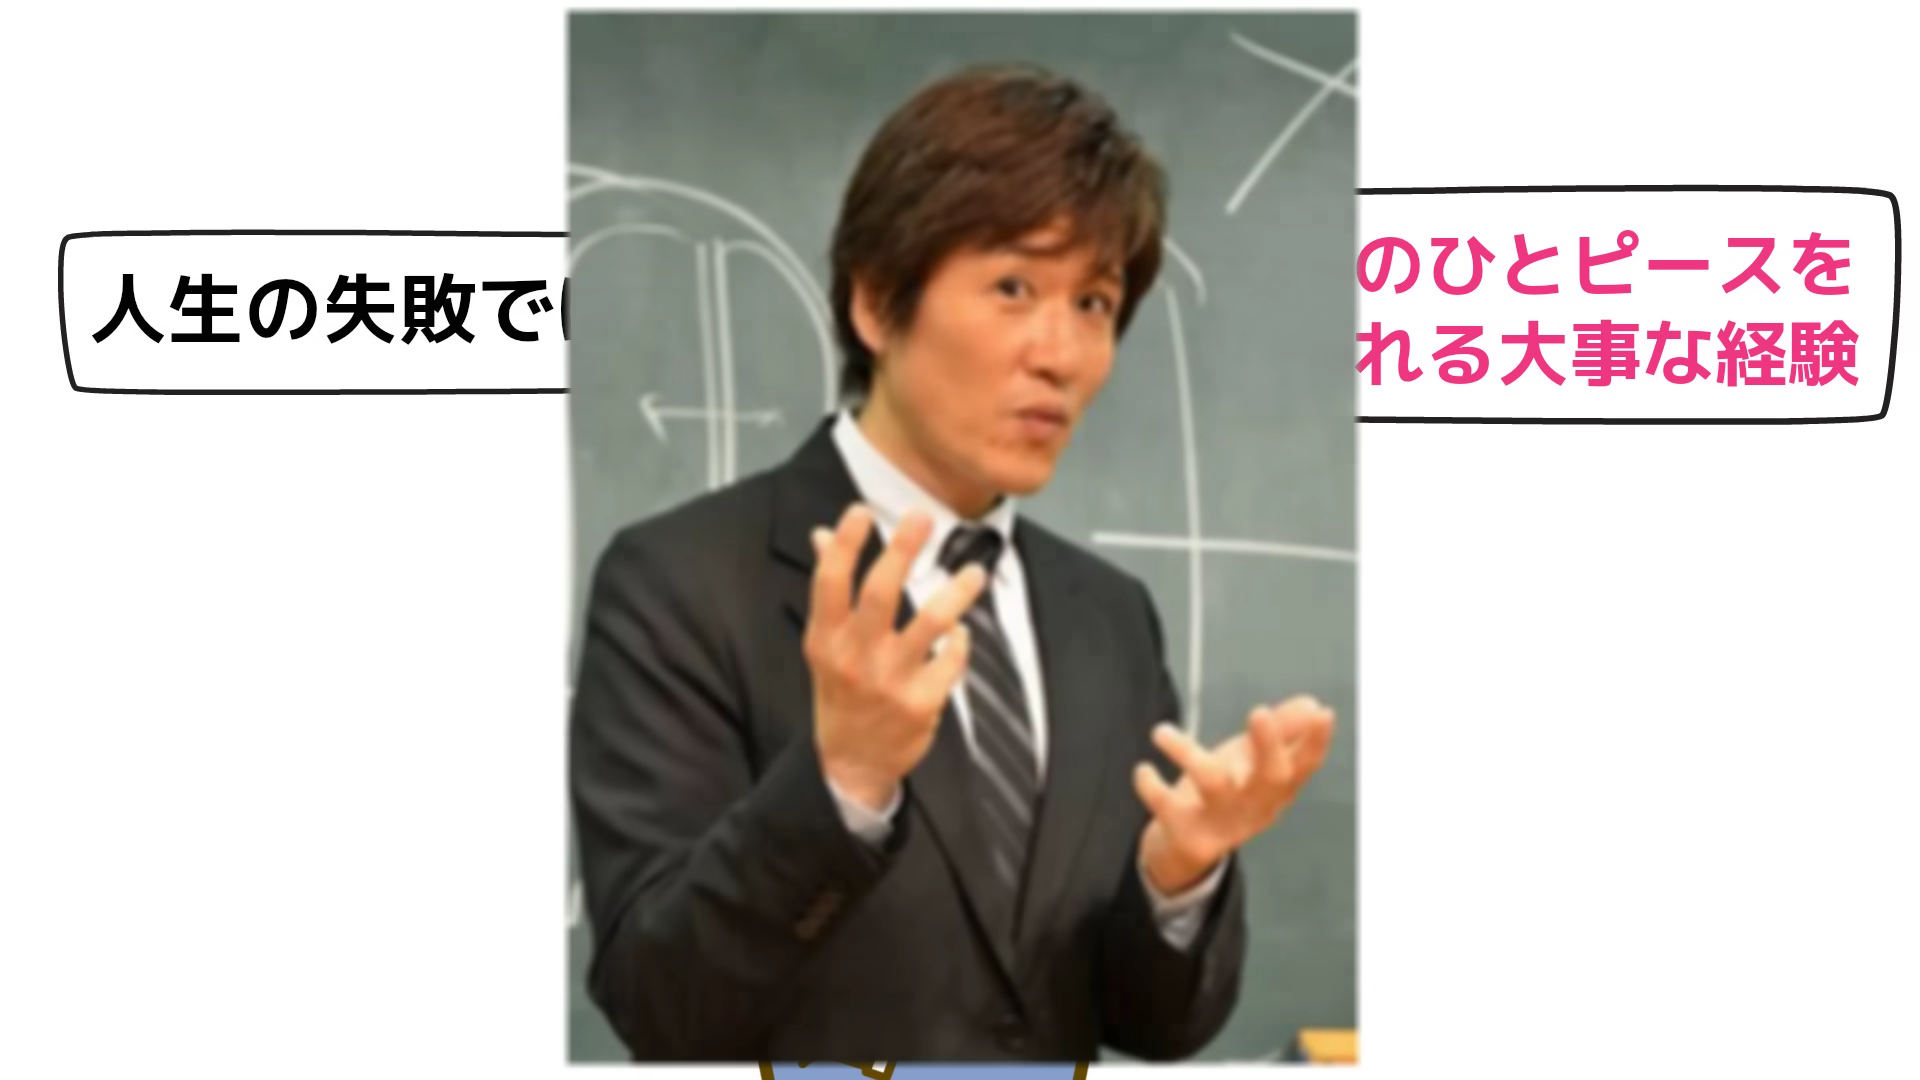 人生の失敗で
のひとピースを
れる大事な経験